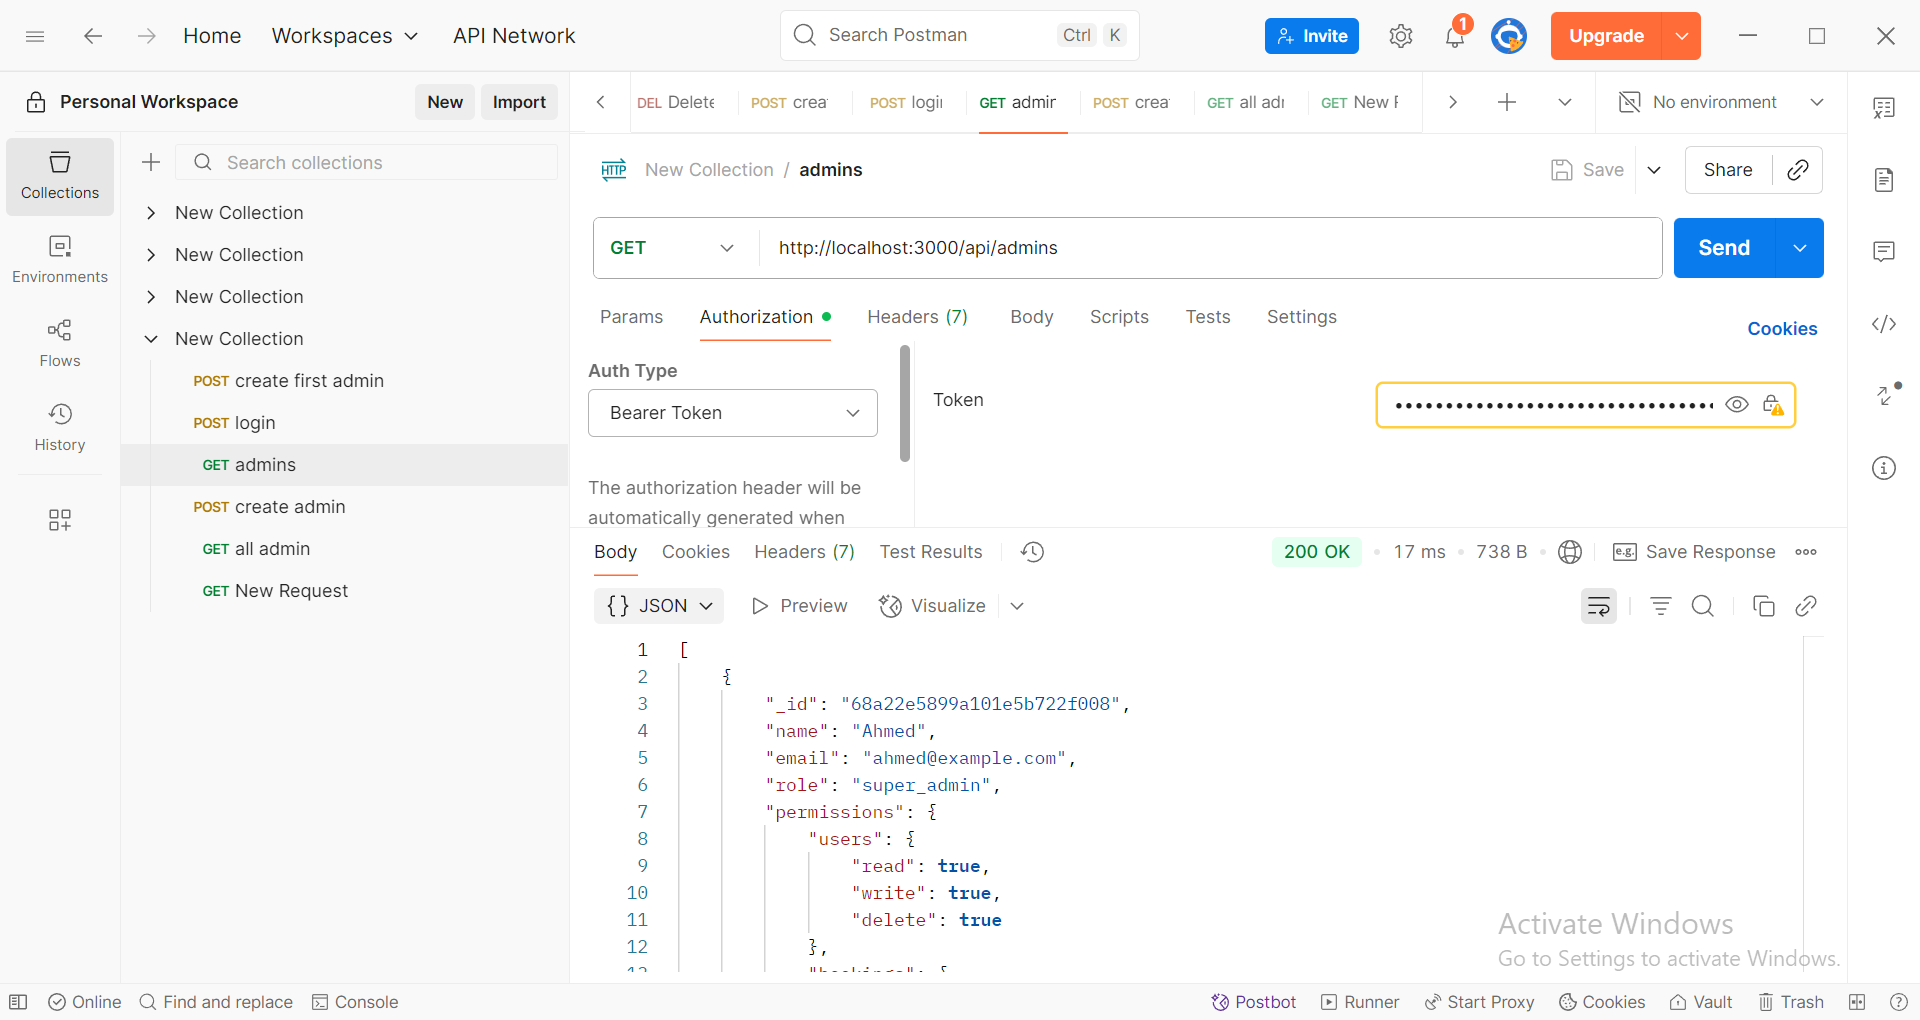 Home
Workspaces
API Network
Search Postman
Ctrl
K
Invite
1
Upgrade
Personal Workspace
New
Import
DEL Delete
POST crea
POST logi
GET admir
POST crea
GET all
GET New
No environment
Collections
Search collections
New Collection / admins
Save
Share
New Collection
New Collection
New Collection
New Collection
Environments
Flows
History
GET
http://localhost:3000/api/admins
Send
Params
Authorization
Headers (7)
Body
Scripts
Tests
Settings
Cookies
POST create first admin
POST login
GET admins
POST create admin
GET all admin
GET New Request
Auth Type
Bearer Token
The authorization header will be
automatically generated when
Token
Body
Cookies
Headers (7)
Test Results
200 OK
17 ms
738 B
e.g. Save Response
{} JSON
Preview
Visualize
1 [
2 {
3 "_id": "68a22e5899a101e5b722f008",
4 "name": "Ahmed",
5 "email": "ahmed@example.com",
6 "role": "super_admin",
7 "permissions": {
8 "users": {
9 "read": true,
10 "write": true,
11 "delete": true
12 },
Activate Windows
Go to Settings to activate Windows.
Online
Find and replace
Console
Postbot
Runner
Start Proxy
Cookies
Vault
Trash